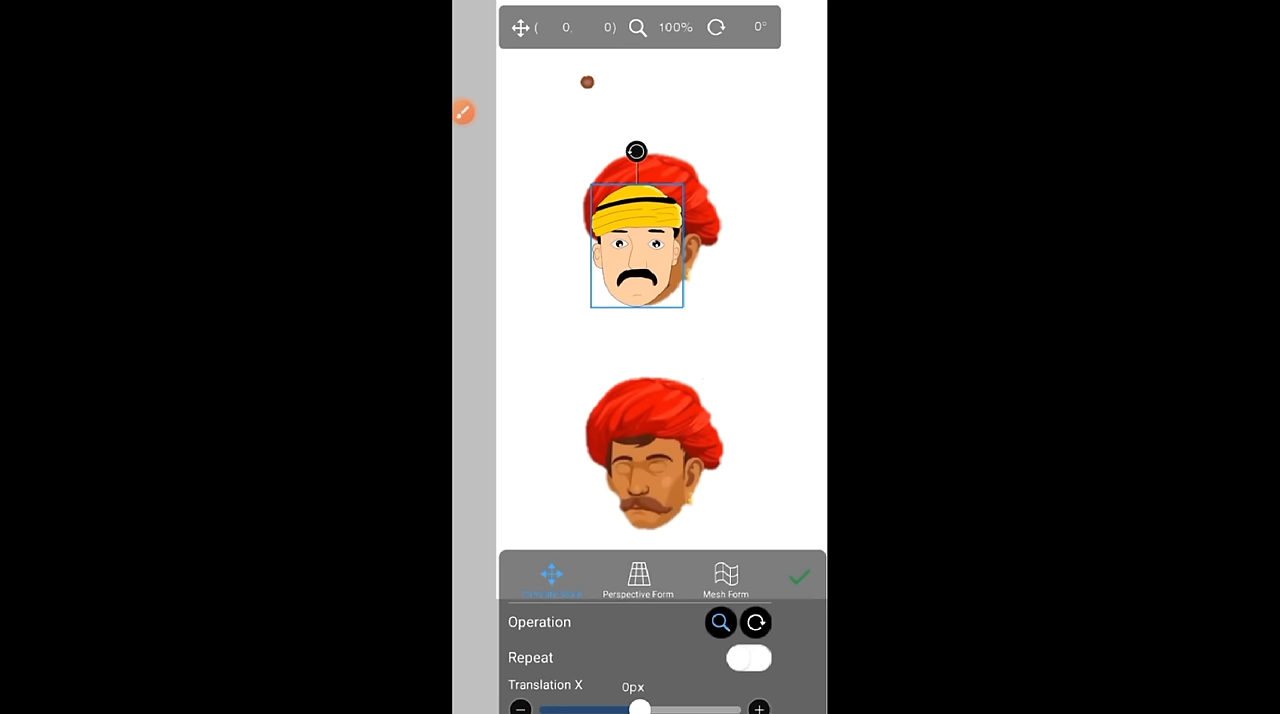 ( 0, 0) 100% 0°
Perspective Form Mesh Form
Operation
Repeat
Translation X 0px